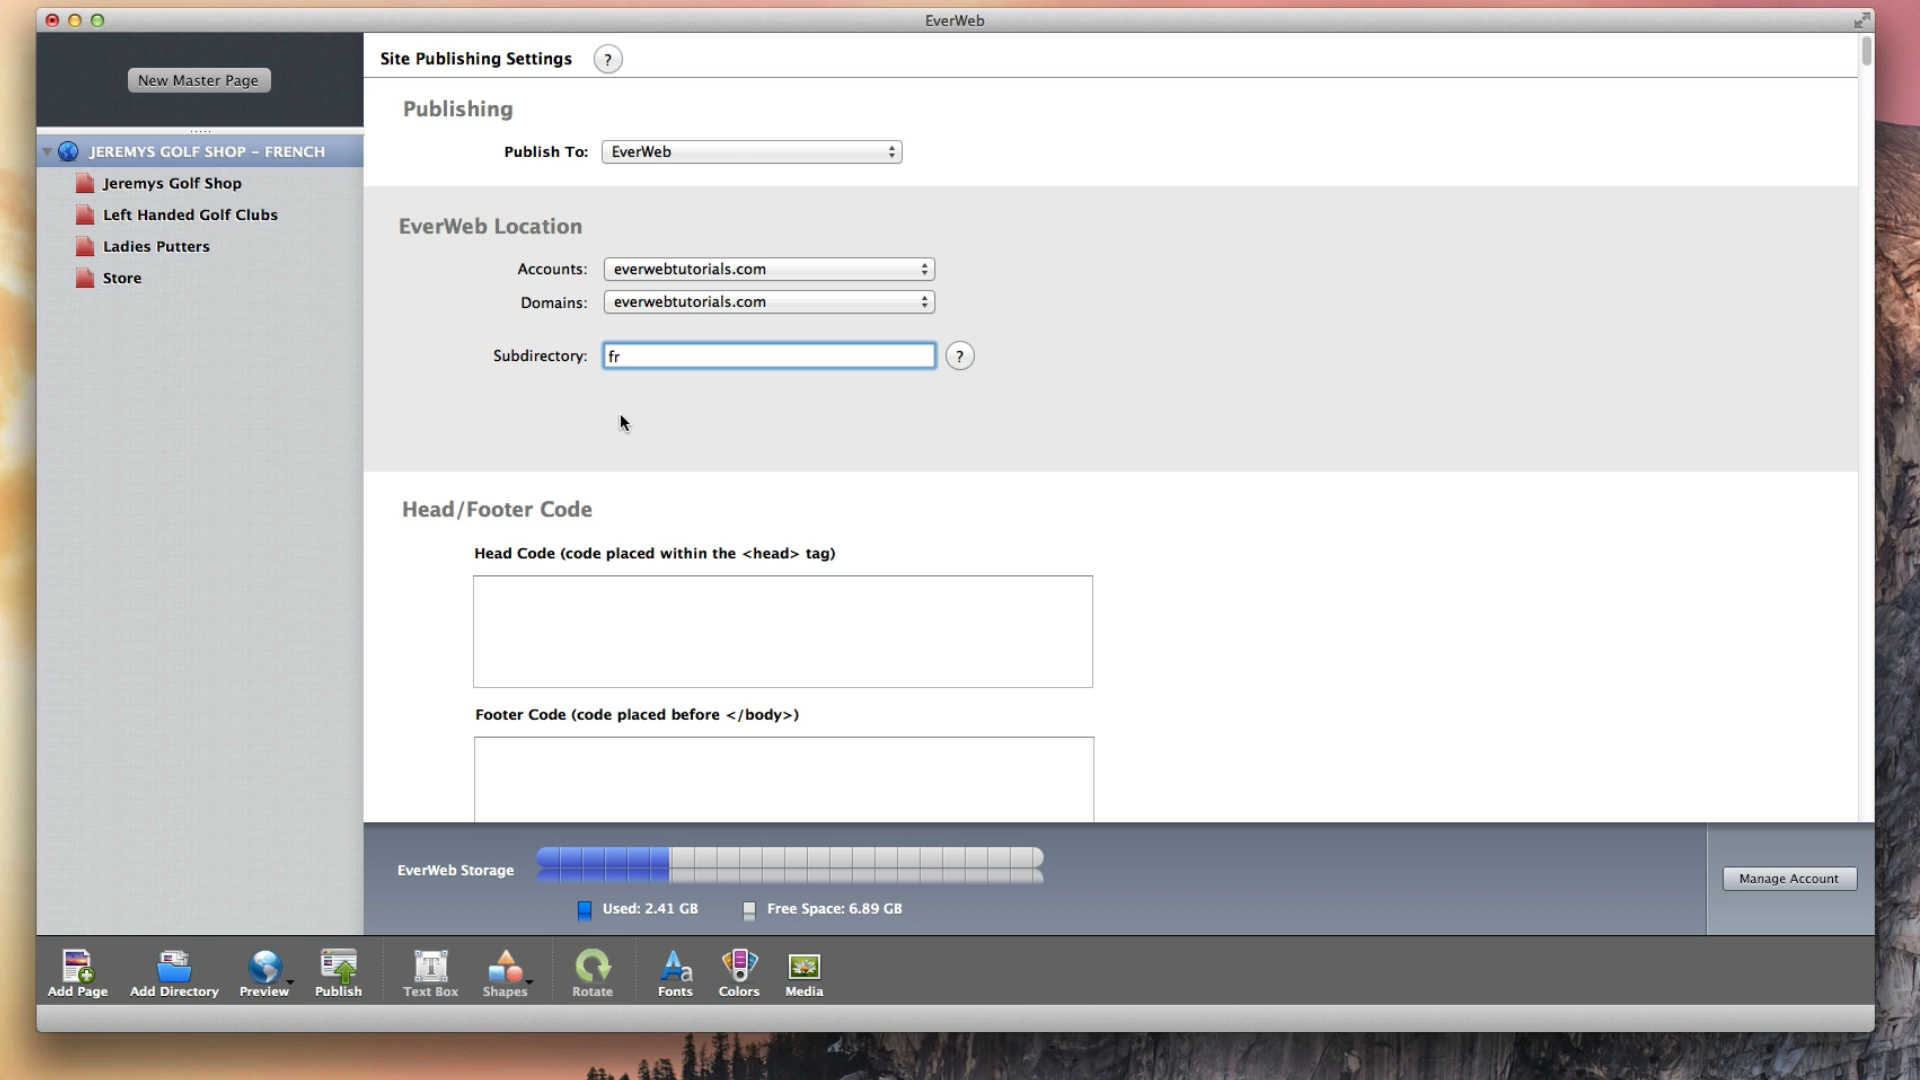 EverWeb
New Master Page
Site Publishing Settings ?
JEREMYS GOLF SHOP – FRENCH
Jeremys Golf Shop
Left Handed Golf Clubs
Ladies Putters
Store
Publishing
Publish To: EverWeb
EverWeb Location
Accounts: everwebtutorials.com
Domains: everwebtutorials.com
Subdirectory: fr ?
Head/Footer Code
Head Code (code placed within the <head> tag)
Footer Code (code placed before </body>)
EverWeb Storage
Used: 2.41 GB
Free Space: 6.89 GB
Manage Account
Add Page
Add Directory
Preview
Publish
T
Text Box
Shapes
Rotate
Aa
Fonts
Colors
Media